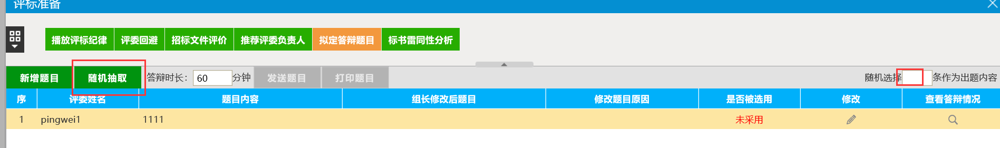 评标准备
播放评标纪律 评委回避 招标文件评价 推荐评委负责人 拟定答辩题目 标书雷同性分析
新增题目 随机抽取 答辩时长： 60 分钟 发送题目 打印题目 随机选择 条作为出题内容
序 评委姓名 题目内容 组长修改后题目 修改题目原因 是否被选用 修改 查看答辩情况
1 pingwei1 1111 未采用